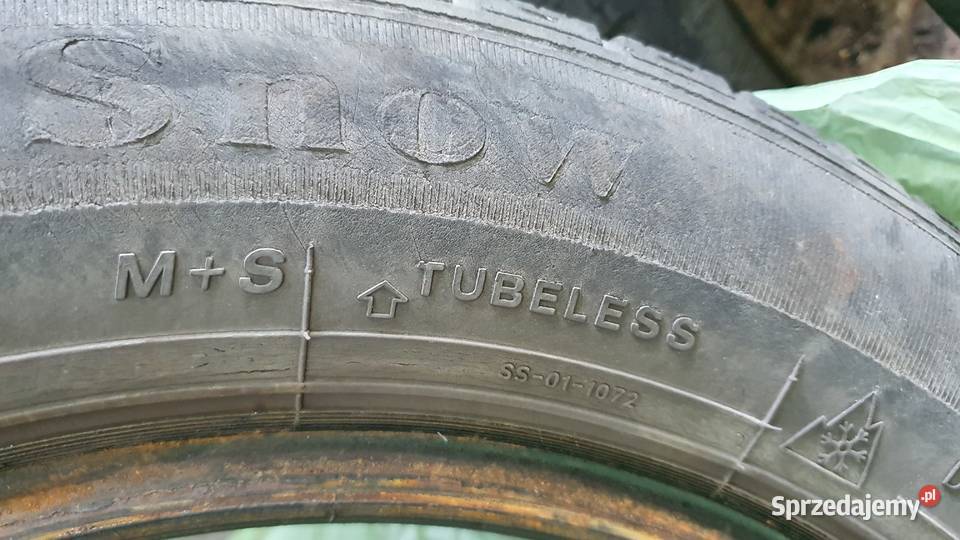 Snow
M+S
TUBELESS
SS-01-1072
Sprzedajemy.pl